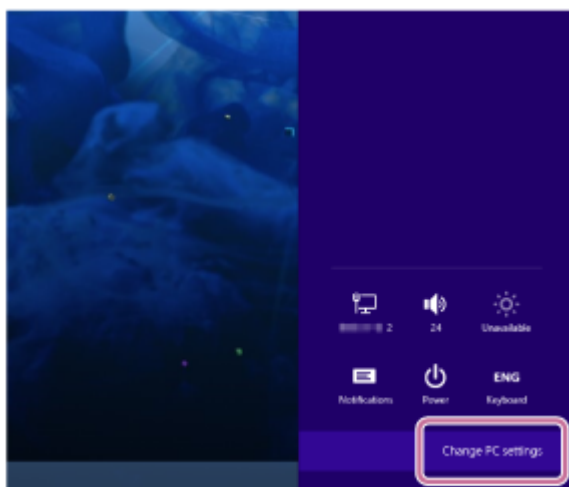 2
24
Unavailable
Notifications
Power
ENG
Keyboard
Change PC settings